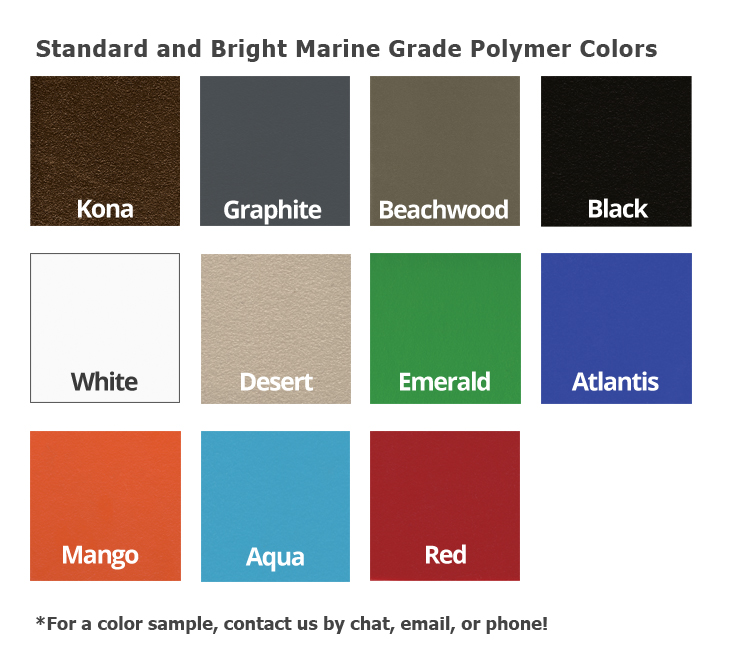 Standard and Bright Marine Grade Polymer Colors
Kona
Graphite
Beachwood
Black
White
Desert
Emerald
Atlantis
Mango
Aqua
Red
*For a color sample, contact us by chat, email, or phone!